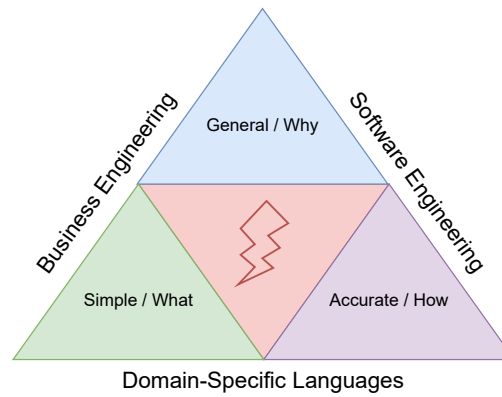 General / Why
Business Engineering
Software Engineering
Simple / What
Accurate / How
Domain-Specific Languages